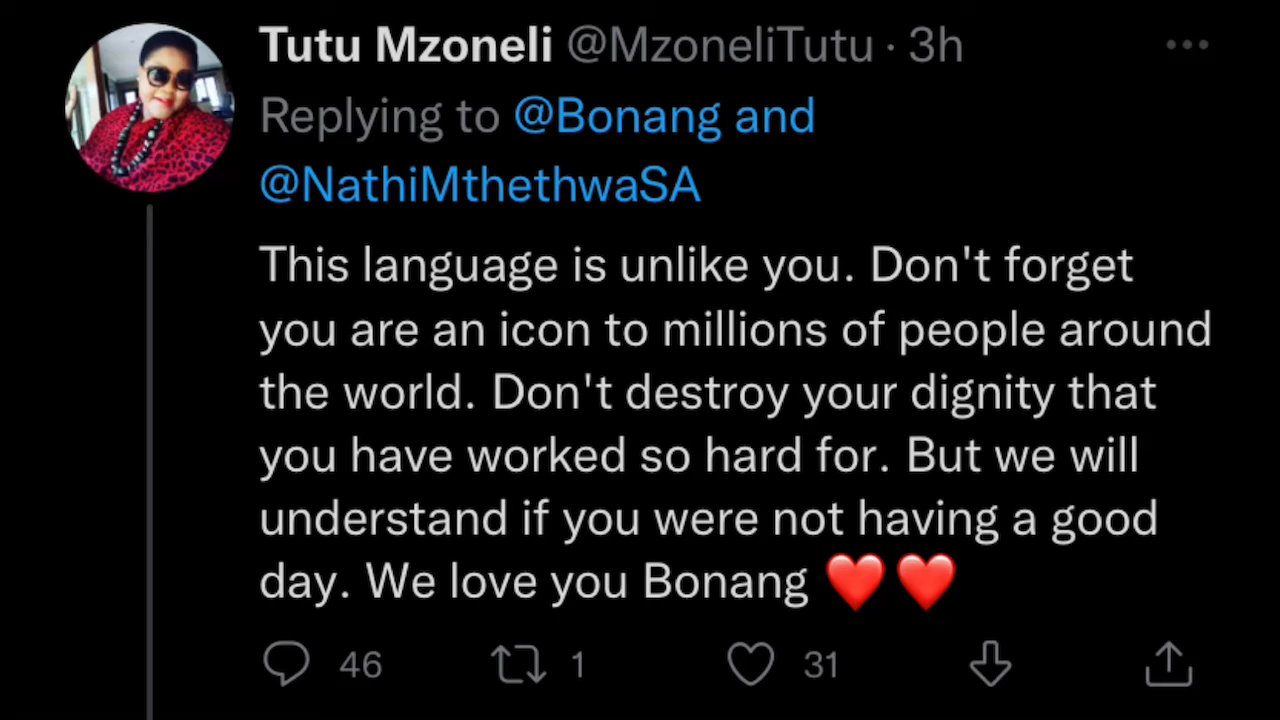 Tutu Mzoneli @MzoneliTutu · 3h
Replying to @Bonang and
@NathiMthethwaSA
This language is unlike you. Don't forget
you are an icon to millions of people around
the world. Don't destroy your dignity that
you have worked so hard for. But we will
understand if you were not having a good
day. We love you Bonang ❤️❤️
46 1 31